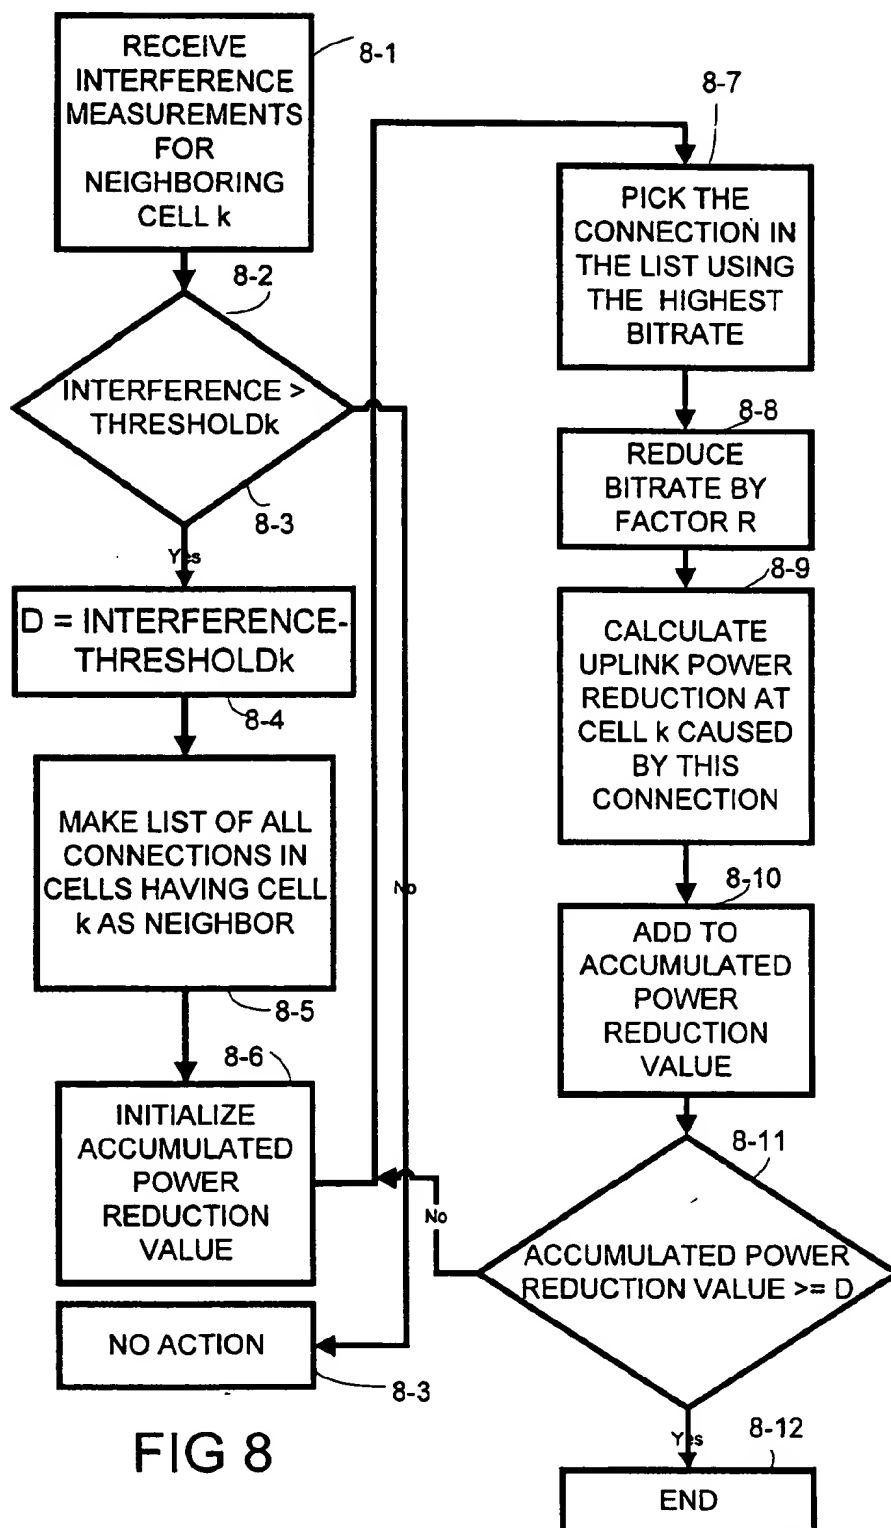 RECEIVE
INTERFERENCE
MEASUREMENTS
FOR
NEIGHBORING
CELL k
8-1
8-2
INTERFERENCE >
THRESHOLDk
8-3
Yes
D = INTERFERENCE-
THRESHOLDk
8-4
MAKE LIST OF ALL
CONNECTIONS IN
CELLS HAVING CELL
k AS NEIGHBOR
No
8-5
8-6
INITIALIZE
ACCUMULATED
POWER
REDUCTION
VALUE
NO ACTION
8-3
8-7
PICK THE
CONNECTION IN
THE LIST USING
THE HIGHEST
BITRATE
8-8
REDUCE
BITRATE BY
FACTOR R
8-9
CALCULATE
UPLINK POWER
REDUCTION AT
CELL k CAUSED
BY THIS
CONNECTION
8-10
ADD TO
ACCUMULATED
POWER
REDUCTION
VALUE
8-11
No
ACCUMULATED POWER
REDUCTION VALUE >= D
Yes
8-12
END
FIG 8